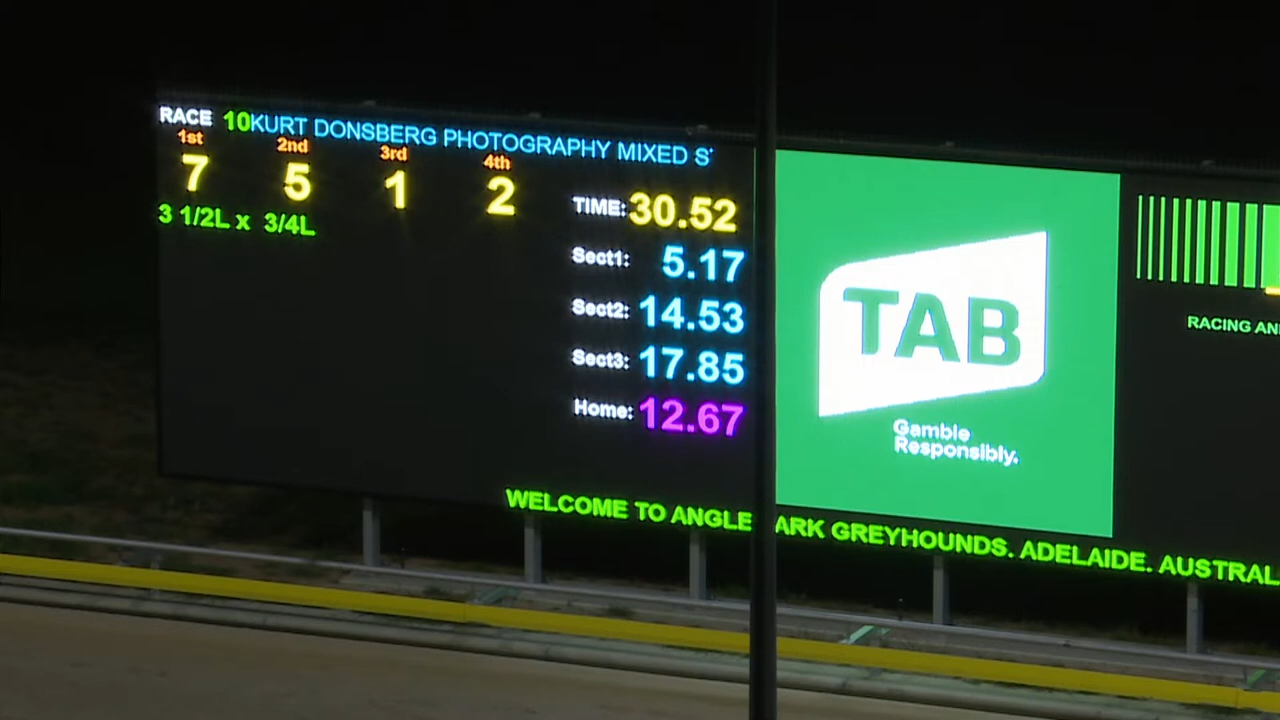 RACE 10KURT DONSBERG PHOTOGRAPHY MIXED S
1st 2nd 3rd 4th
7 5 1 2
3 1/2L x 3/4L
TIME: 30.52
Sect1: 5.17
Sect2: 14.53
Sect3: 17.85
Home: 12.67
TAB
Gamble
Responsibly.
RACING AN
WELCOME TO ANGLE ARK GREYHOUNDS. ADELAIDE. AUSTRAL